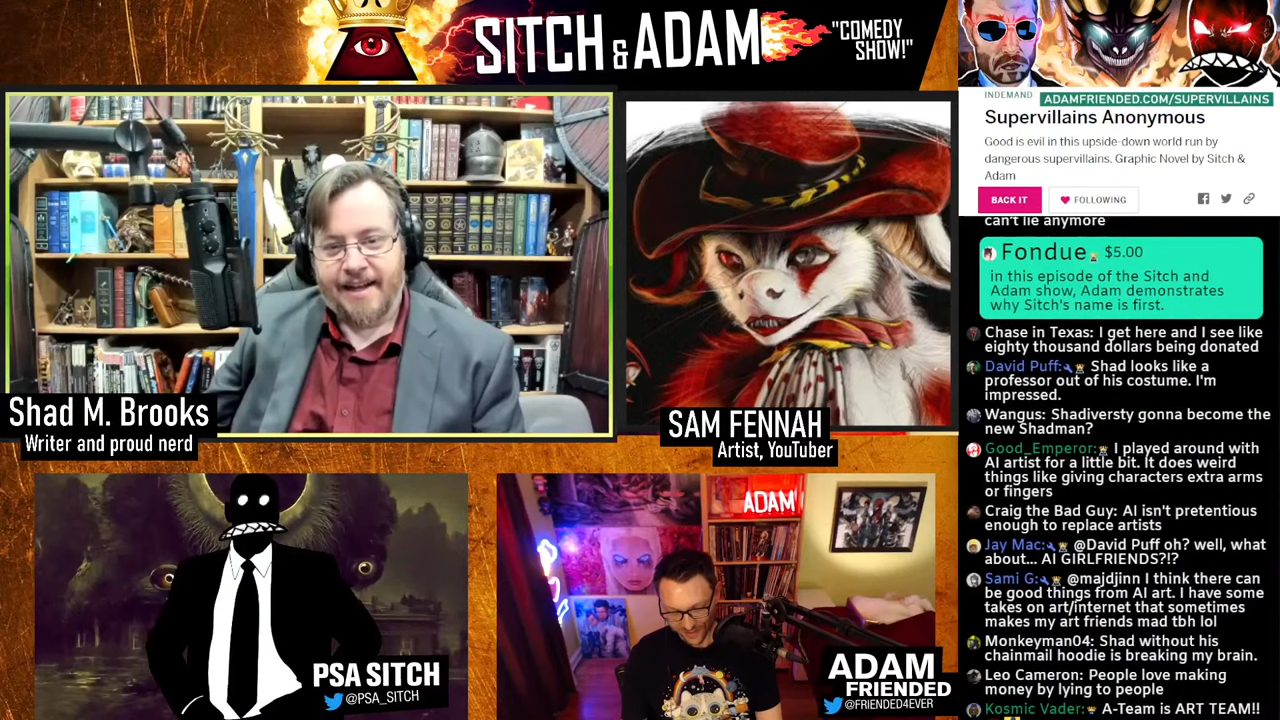 SITCH & ADAM
"COMEDY
SHOW!"
INDEMAND
ADAMFRIENDED.COM/SUPERVILLAINS
Supervillains Anonymous
Good is evil in this upside-down world run by
dangerous supervillains. Graphic Novel by Sitch &
Adam
BACK IT
FOLLOWING
can't lie anymore
Fondue $5.00
in this episode of the Sitch and
Adam show, Adam demonstrates
why Sitch's name is first.
Chase in Texas: I get here and I see like
eighty thousand dollars being donated
David Puff: Shad looks like a
professor out of his costume. I'm
impressed.
Wangus: Shadiversty gonna become the
new Shadman?
Good_Emperor: I played around with
AI artist for a little bit. It does weird
things like giving characters extra arms
or fingers
Craig the Bad Guy: AI isn't pretentious
enough to replace artists
Jay Mac: @David Puff oh? well, what
about... AI GIRLFRIENDS?!?
Sami G: @majdjinn I think there can
be good things from AI art. I have some
takes on art/internet that sometimes
makes my art friends mad tbh lol
Monkeyman04: Shad without his
chainmail hoodie is breaking my brain.
Leo Cameron: People love making
money by lying to people
Kosmic Vader: A-Team is ART TEAM!!
Shad M. Brooks
Writer and proud nerd
SAM FENNAH
Artist, YouTuber
PSA SITCH
@PSA_SITCH
ADAM
ADAM
FRIENDED
@FRIENDED4EVER